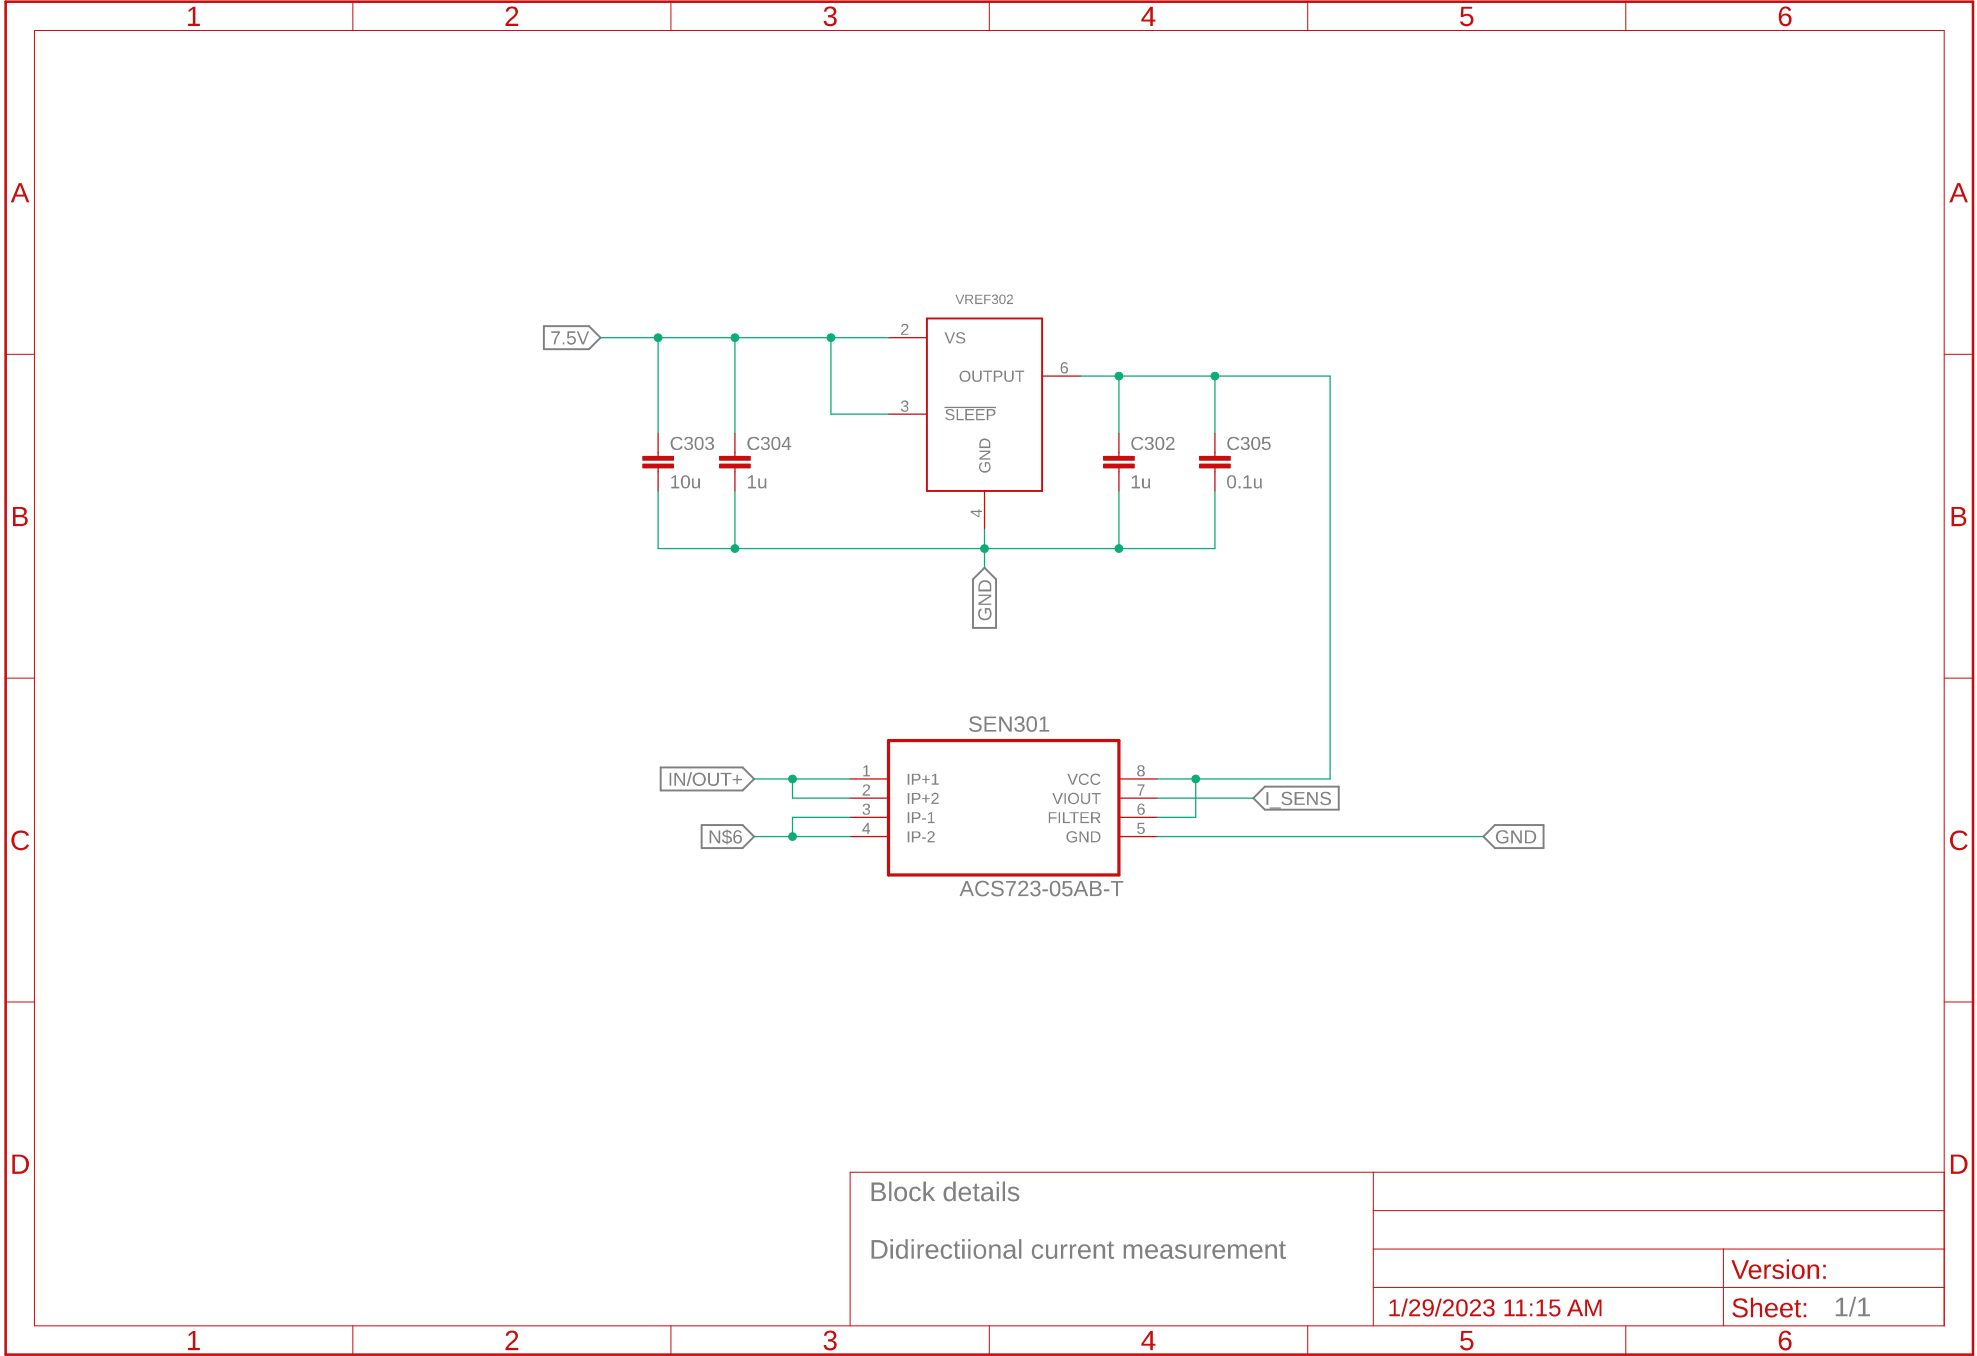 1 2 3 4 5 6
A A
VREF302
7.5V
2 VS
OUTPUT 6
3 SLEEP
GND
4
C303 C304 C302 C305
10u 1u 1u 0.1u
B B
GND
SEN301
IN/OUT+ 1 IP+1 VCC 8
2 IP+2 VIOUT 7 I_SENS
3 IP-1 FILTER 6
N$6 4 IP-2 GND 5 GND
C C
ACS723-05AB-T
D D
Block details
Didirectiional current measurement
Version:
1/29/2023 11:15 AM Sheet: 1/1
1 2 3 4 5 6